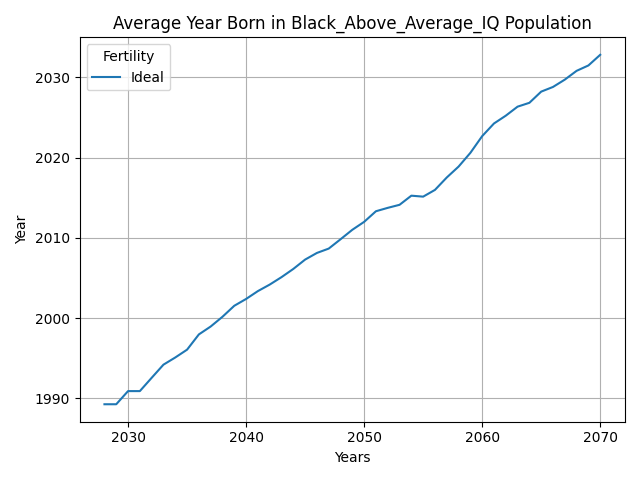 Average Year Born in Black_Above_Average_IQ Population
Fertility
Ideal
Year
2030
2020
2010
2000
1990
2030 2040 2050 2060 2070
Years